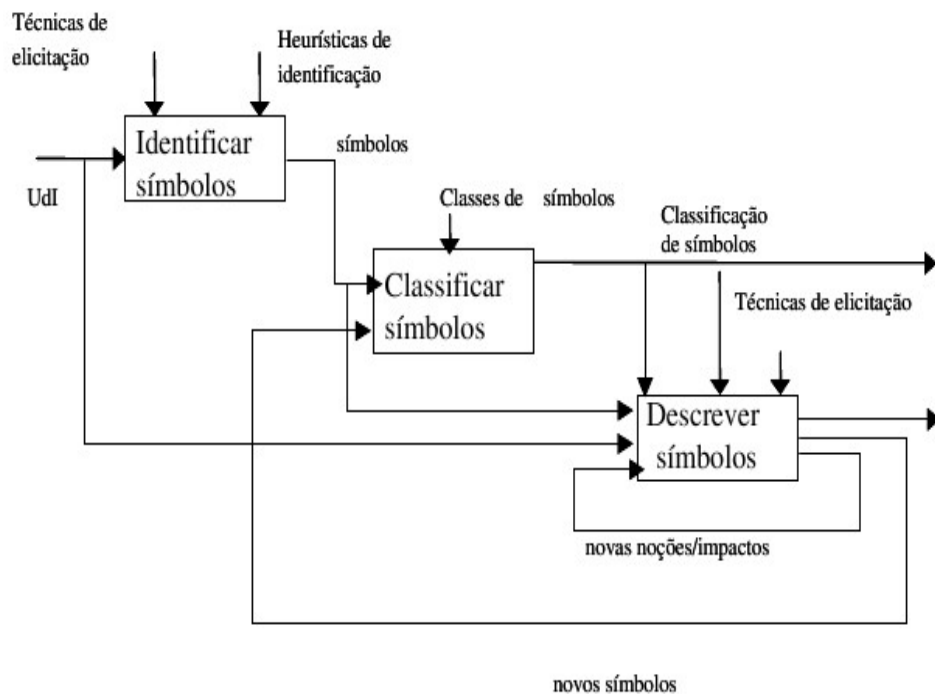 Técnicas de
elicitação
Heurísticas de
identificação
Identificar
símbolos
símbolos
UdI
Classes de símbolos
Classificação
de símbolos
Classificar
símbolos
Técnicas de elicitação
Descrever
símbolos
novas noções/impactos
novos símbolos